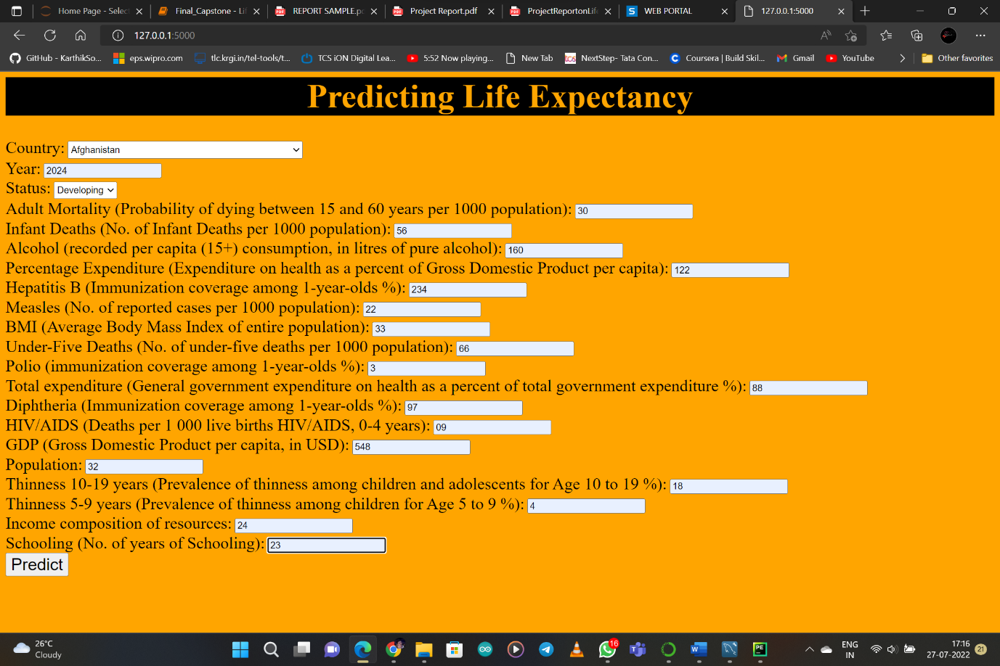 Home Page - Selec
Final_Capstone - Lif
REPORT SAMPLE.pd
Project Report.pdf
ProjectReportonLif
WEB PORTAL
127.0.0.1:5000
127.0.0.1:5000
GitHub - KarthikSo...
eps.wipro.com
tlc.krgi.in/tel-tools/t...
TCS iON Digital Lea...
5:52 Now playing...
New Tab
NextStep- Tata Con...
Coursera | Build Skil...
Gmail
YouTube
Other favorites
Predicting Life Expectancy
Country: Afghanistan
Year: 2024
Status: Developing
Adult Mortality (Probability of dying between 15 and 60 years per 1000 population): 30
Infant Deaths (No. of Infant Deaths per 1000 population): 56
Alcohol (recorded per capita (15+) consumption, in litres of pure alcohol): 160
Percentage Expenditure (Expenditure on health as a percent of Gross Domestic Product per capita): 122
Hepatitis B (Immunization coverage among 1-year-olds %): 234
Measles (No. of reported cases per 1000 population): 22
BMI (Average Body Mass Index of entire population): 33
Under-Five Deaths (No. of under-five deaths per 1000 population): 66
Polio (immunization coverage among 1-year-olds %): 3
Total expenditure (General government expenditure on health as a percent of total government expenditure %): 88
Diphtheria (Immunization coverage among 1-year-olds %): 97
HIV/AIDS (Deaths per 1 000 live births HIV/AIDS, 0-4 years): 09
GDP (Gross Domestic Product per capita, in USD): 548
Population: 32
Thinness 10-19 years (Prevalence of thinness among children and adolescents for Age 10 to 19 %): 18
Thinness 5-9 years (Prevalence of thinness among children for Age 5 to 9 %): 4
Income composition of resources: 24
Schooling (No. of years of Schooling): 23
Predict
26°C
Cloudy
16
ENG
IN
17:16
27-07-2022
21